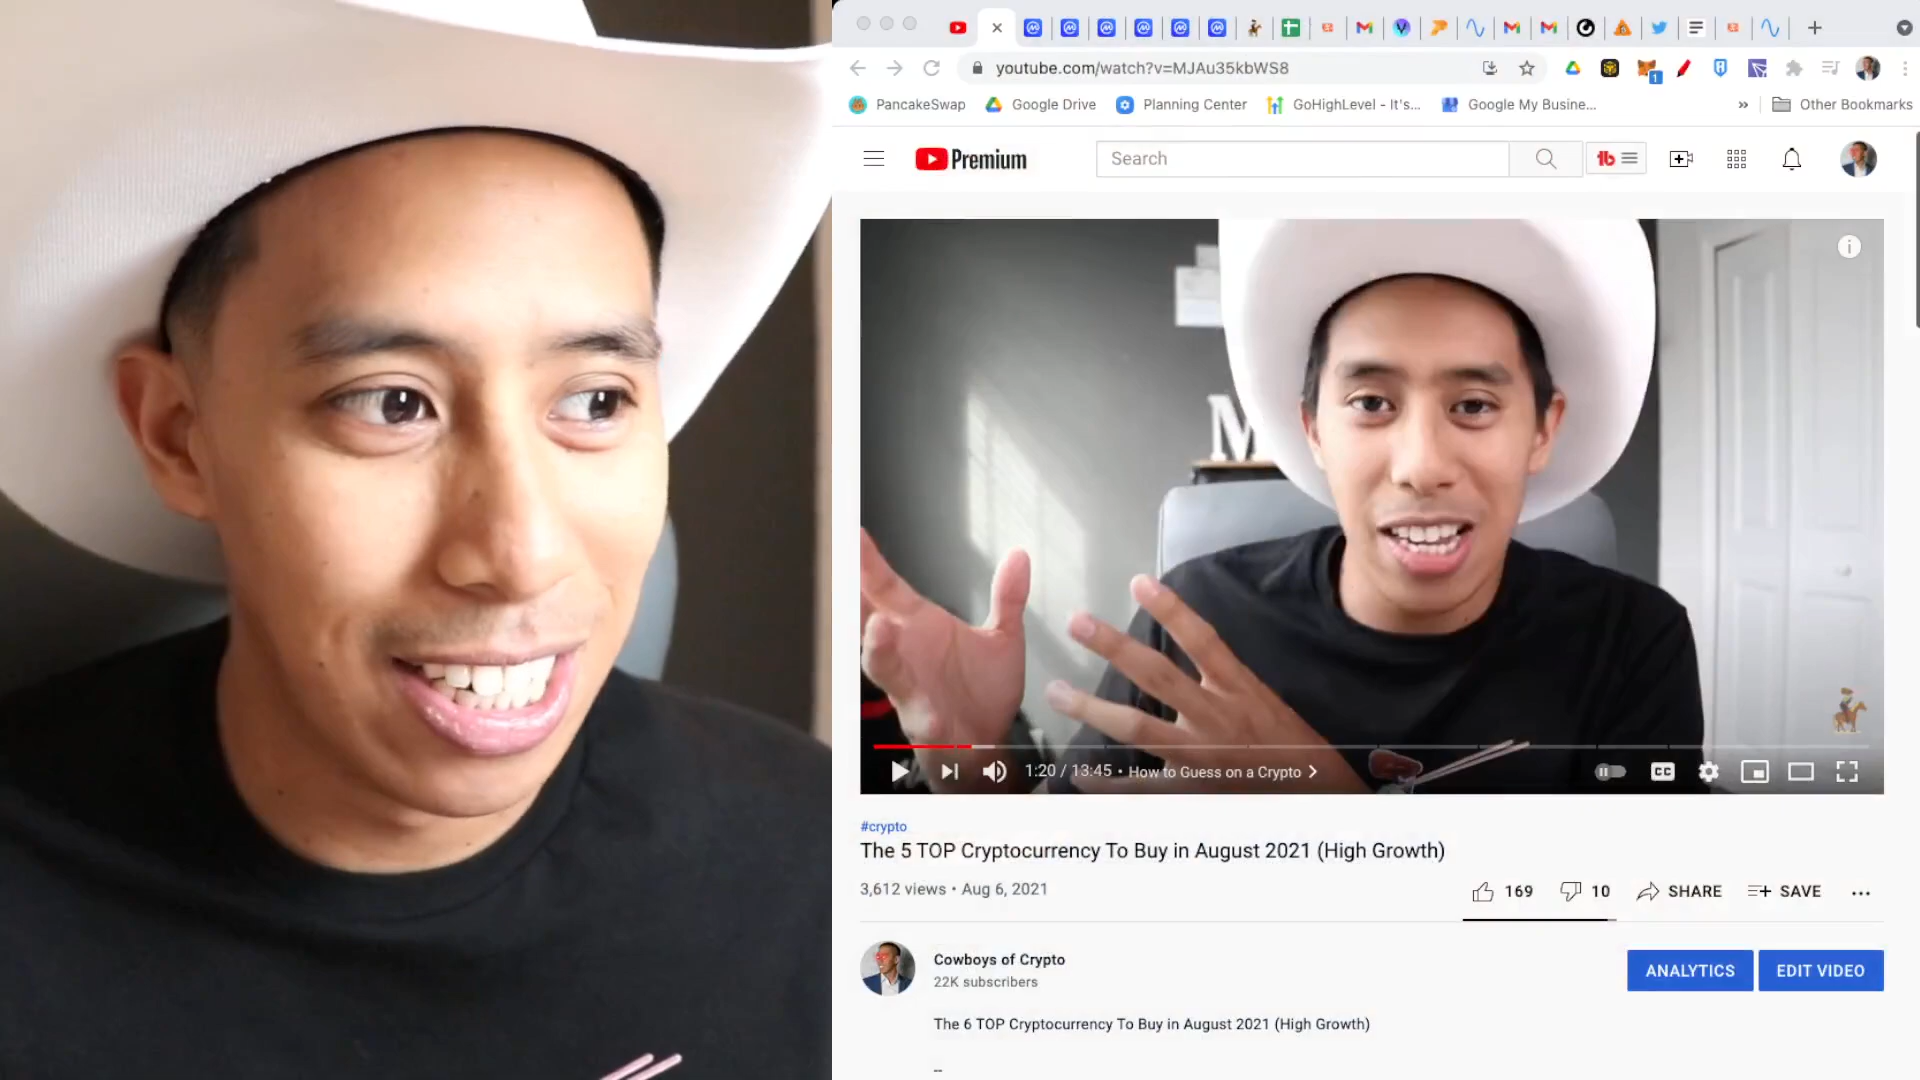 youtube.com/watch?v=MJAu35kbWS8
1
PancakeSwap Google Drive Planning Center GoHighLevel - It's... Google My Busine... » Other Bookmarks
Premium Search tb
M
1:20 / 13:45 • How to Guess on a Crypto CC
#crypto
The 5 TOP Cryptocurrency To Buy in August 2021 (High Growth)
3,612 views • Aug 6, 2021 169 10 SHARE SAVE ...
Cowboys of Crypto
22K subscribers
ANALYTICS EDIT VIDEO
The 6 TOP Cryptocurrency To Buy in August 2021 (High Growth)
--